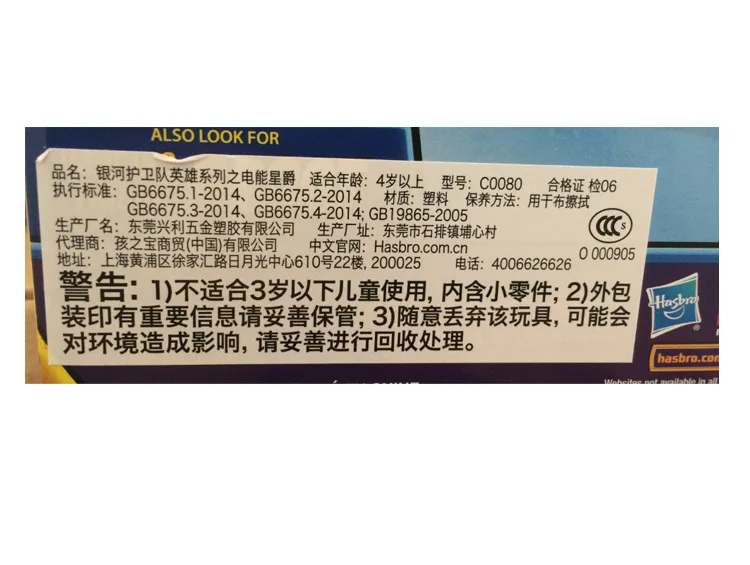 ALSO LOOK FOR
品名: 银河护卫队英雄系列之电能星爵 适合年龄: 4岁以上 型号: C0080 合格证 检06
执行标准: GB6675.1-2014、GB6675.2-2014 材质: 塑料 保养方法: 用干布擦拭
GB6675.3-2014、GB6675.4-2014; GB19865-2005
生产厂名: 东莞兴利五金塑胶有限公司 生产厂址: 东莞市石排镇埔心村
CCC S
代理商: 孩之宝商贸(中国)有限公司 中文官网: Hasbro.com.cn
O 000905
地址: 上海黄浦区徐家汇路日月光中心610号22楼, 200025 电话: 4006626626
警告: 1)不适合3岁以下儿童使用, 内含小零件; 2)外包
装印有重要信息请妥善保管; 3)随意丢弃该玩具, 可能会
对环境造成影响, 请妥善进行回收处理。
Hasbro
®
hasbro.com
Websites not available in all